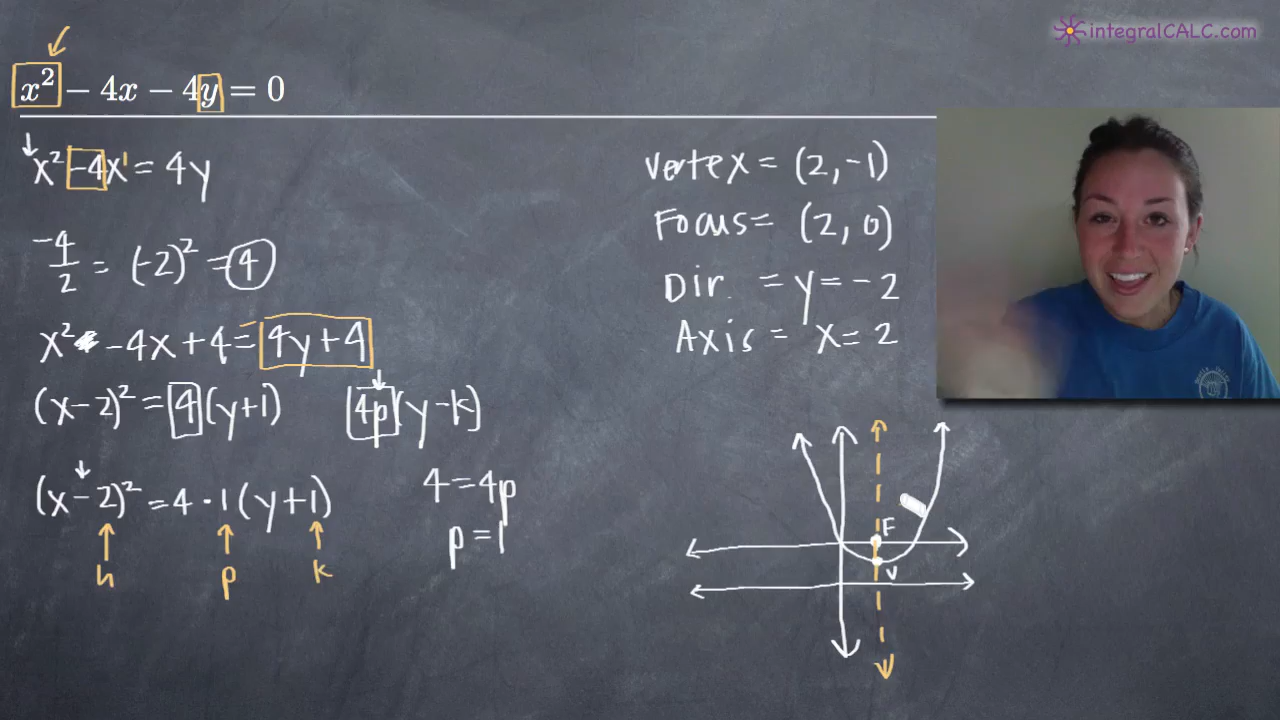 integralCALC.com
x² − 4x − 4y = 0
x² -4x¹ = 4y
-4/2 = (-2)² = 4
x² -4x + 4 = 4y + 4
(x-2)² = 4(y+1)
4p(y-k)
(x-2)² = 4·1(y+1)
h p k
4=4p
p=1
Vertex = (2,-1)
Focus= (2,0)
Dir. = y=-2
Axis = x=2
F
V